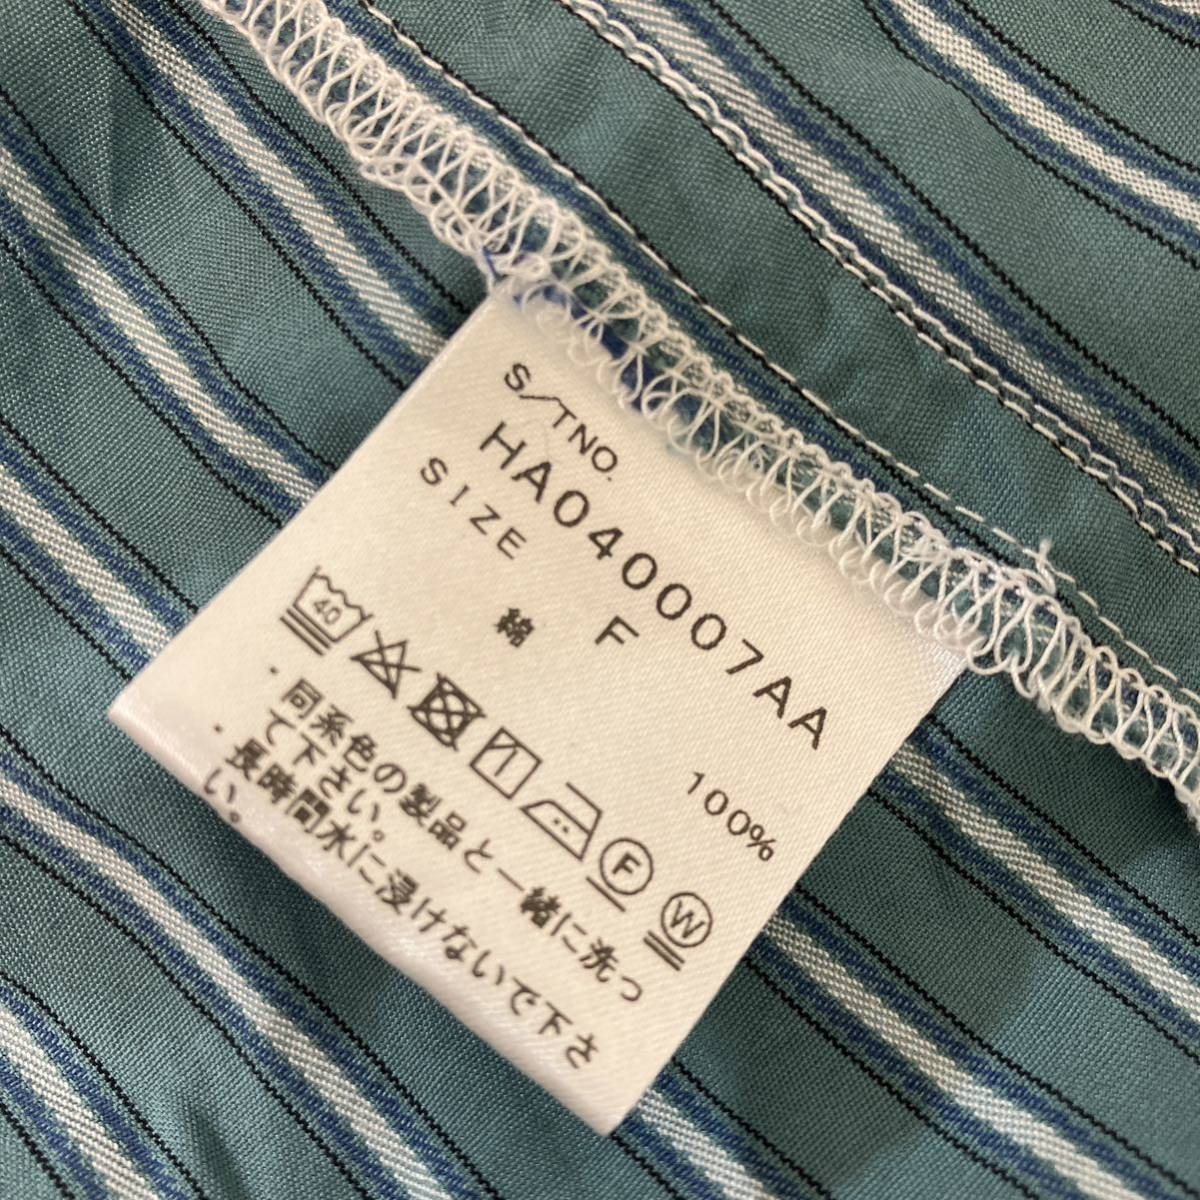 S/TNO.
HA040007AA
SIZE F
綿 100%
40 F W
・同系色の製品と一緒に洗っ
て下さい。
・長時間水に浸けないで下さ
い。